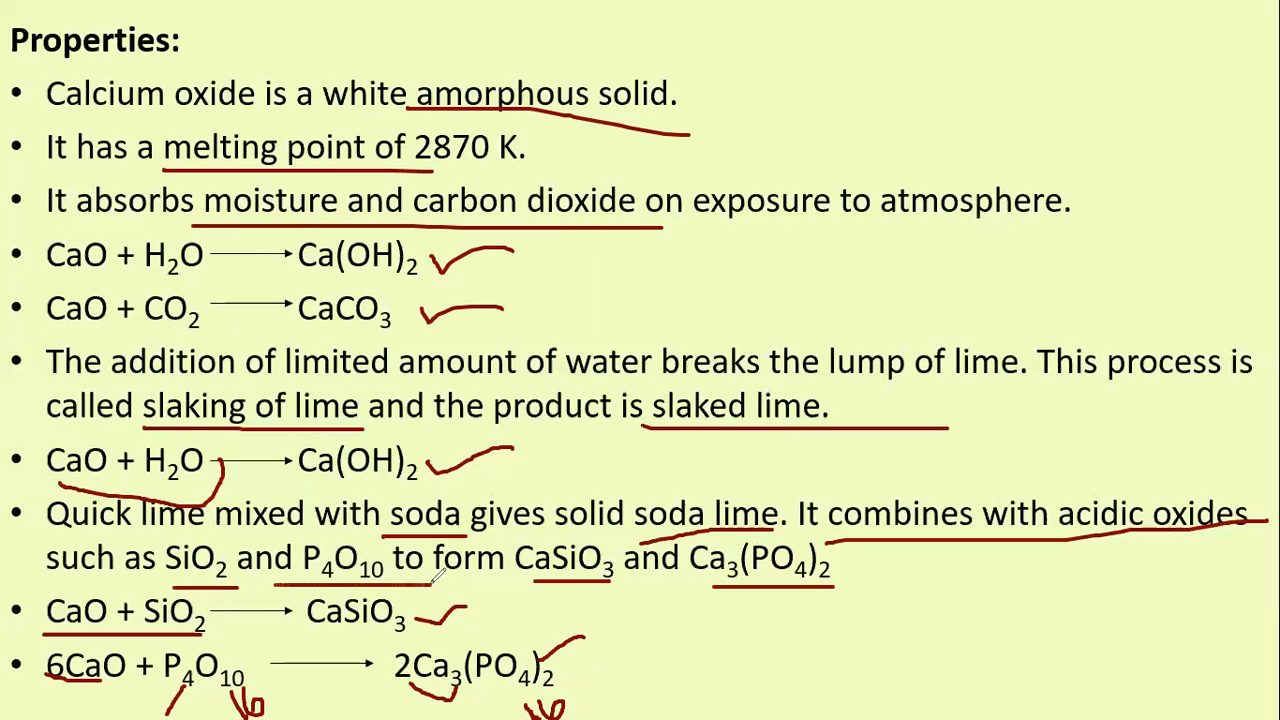 Properties:
• Calcium oxide is a white amorphous solid.
• It has a melting point of 2870 K.
• It absorbs moisture and carbon dioxide on exposure to atmosphere.
• CaO + H₂O ⟶ Ca(OH)₂
• CaO + CO₂ ⟶ CaCO₃
• The addition of limited amount of water breaks the lump of lime. This process is
called slaking of lime and the product is slaked lime.
• CaO + H₂O ⟶ Ca(OH)₂
• Quick lime mixed with soda gives solid soda lime. It combines with acidic oxides
such as SiO₂ and P₄O₁₀ to form CaSiO₃ and Ca₃(PO₄)₂
• CaO + SiO₂ ⟶ CaSiO₃
• 6CaO + P₄O₁₀ ⟶ 2Ca₃(PO₄)₂